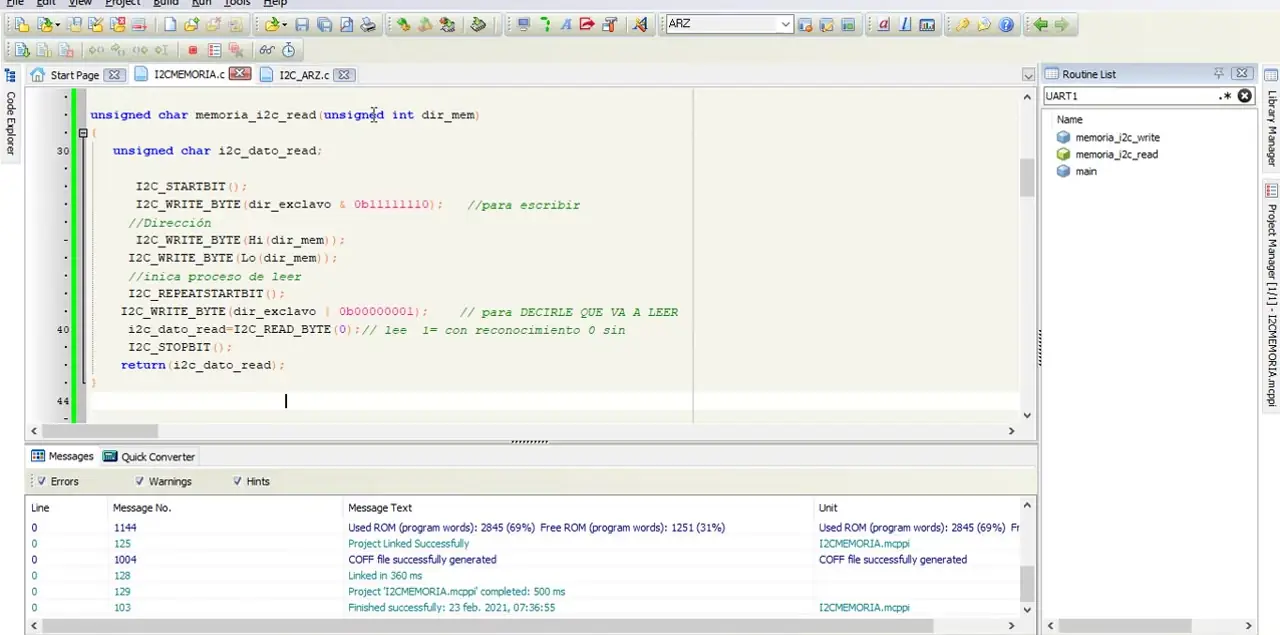 File Edit View Project Build Run Tools Help
ARZ
Start Page I2CMEMORIA.c I2C_ARZ.c
Code Explorer
unsigned char memoria_i2c_read(unsigned int dir_mem)
{
30 unsigned char i2c_dato_read;
I2C_STARTBIT();
I2C_WRITE_BYTE(dir_exclavo & 0b11111110); //para escribir
//Dirección
I2C_WRITE_BYTE(Hi(dir_mem));
I2C_WRITE_BYTE(Lo(dir_mem));
//inica proceso de leer
I2C_REPEATSTARTBIT();
I2C_WRITE_BYTE(dir_exclavo | 0b00000001); // para DECIRLE QUE VA A LEER
40 i2c_dato_read=I2C_READ_BYTE(0);// lee 1= con reconocimiento 0 sin
I2C_STOPBIT();
return(i2c_dato_read);
}
44
Routine List
UART1 .*
Name
memoria_i2c_write
memoria_i2c_read
main
Library Manager
Project Manager [1/1] - I2CMEMORIA.mcppi
Messages Quick Converter
Errors Warnings Hints
Line Message No. Message Text Unit
0 1144 Used ROM (program words): 2845 (69%) Free ROM (program words): 1251 (31%) Used ROM (program words): 2845 (69%) Fr
0 125 Project Linked Successfully I2CMEMORIA.mcppi
0 1004 COFF file successfully generated COFF file successfully generated
0 128 Linked in 360 ms
0 129 Project 'I2CMEMORIA.mcppi' completed: 500 ms
0 103 Finished successfully: 23 feb. 2021, 07:36:55 I2CMEMORIA.mcppi